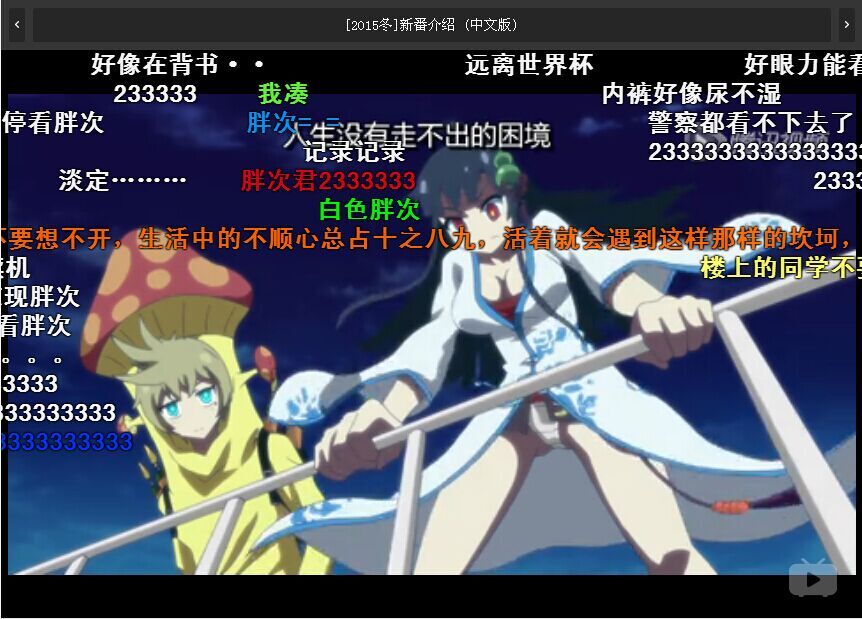 [2015冬]新番介绍 (中文版)
好像在背书・・
远离世界杯
好眼力能看
233333
我凑
内裤好像尿不湿
停看胖次
胖次= =
人生没有走不出的困境
警察都看不下去了
腾讯视频
记录记录
23333333333333333
淡定………
胖次君2333333
2333
白色胖次
不要想不开，生活中的不顺心总占十之八九，活着就会遇到这样那样的坎坷，
机
楼上的同学不要
现胖次
看胖次
。。。
3333
333333333
3333333333